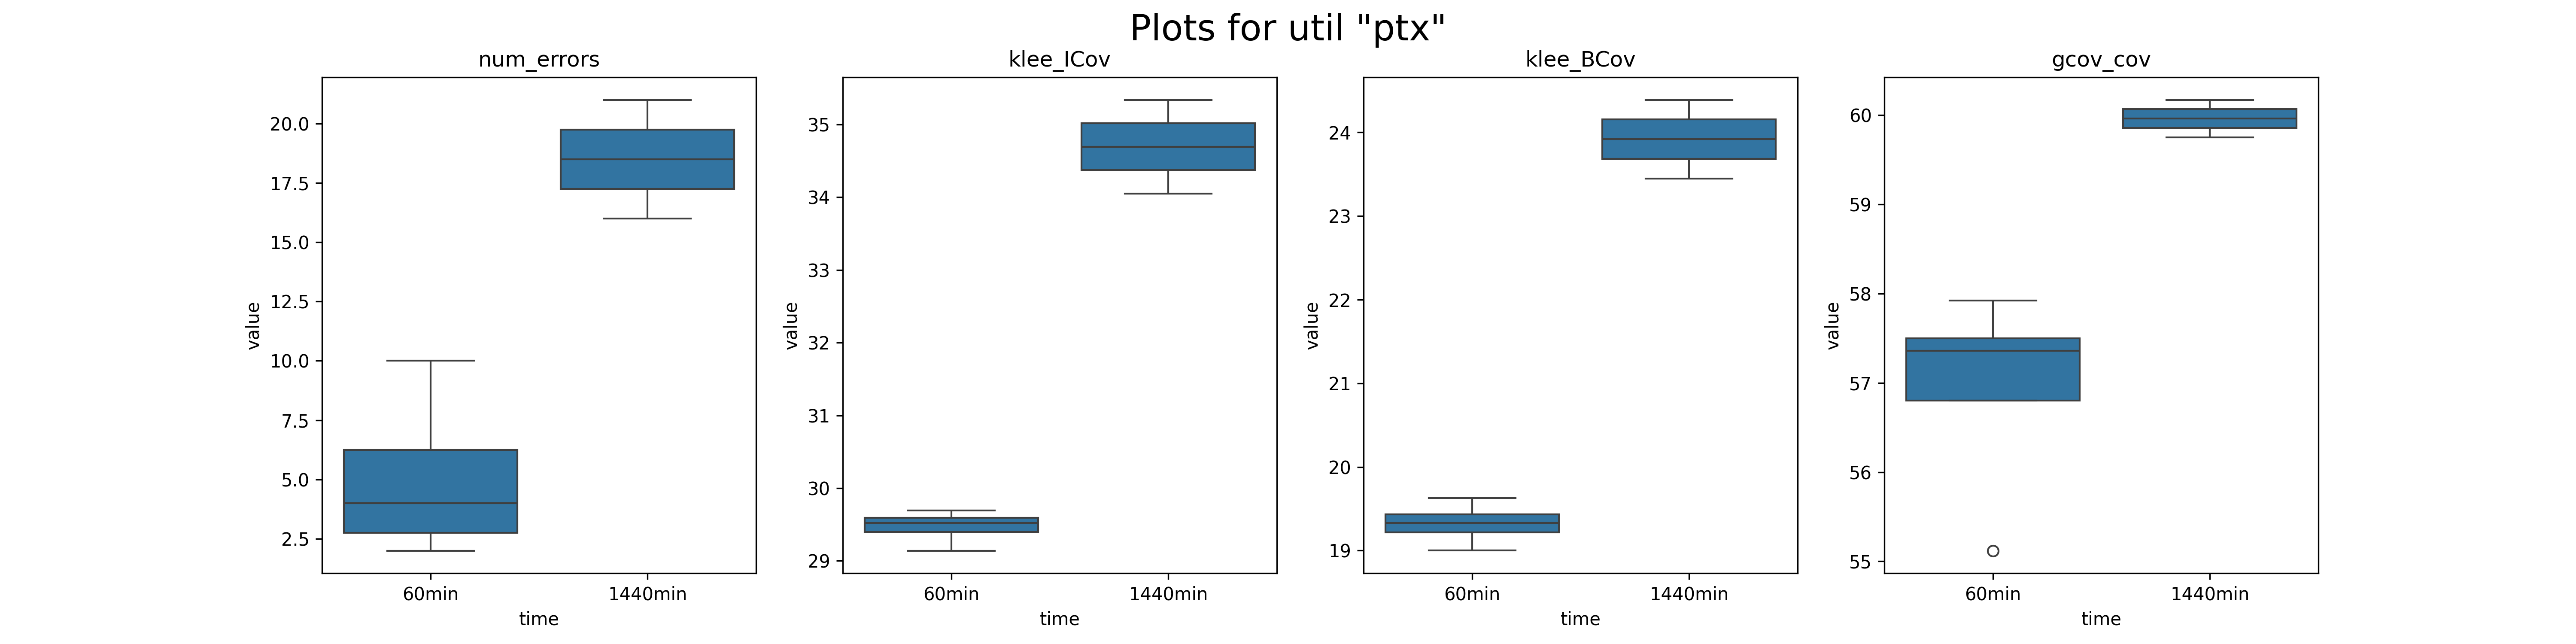 Plots for util "ptx"
num_errors
20.0
17.5
15.0
12.5
10.0
7.5
5.0
2.5
value
60min
1440min
time
klee_ICov
35
34
33
32
31
30
29
value
60min
1440min
time
klee_BCov
24
23
22
21
20
19
value
60min
1440min
time
gcov_cov
60
59
58
57
56
55
value
60min
1440min
time